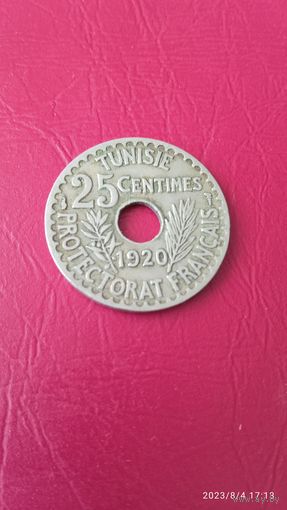 TUNISIE
25 CENTIMES
1920
PROTECTORAT FRANÇAIS
2023/8/4 17:13